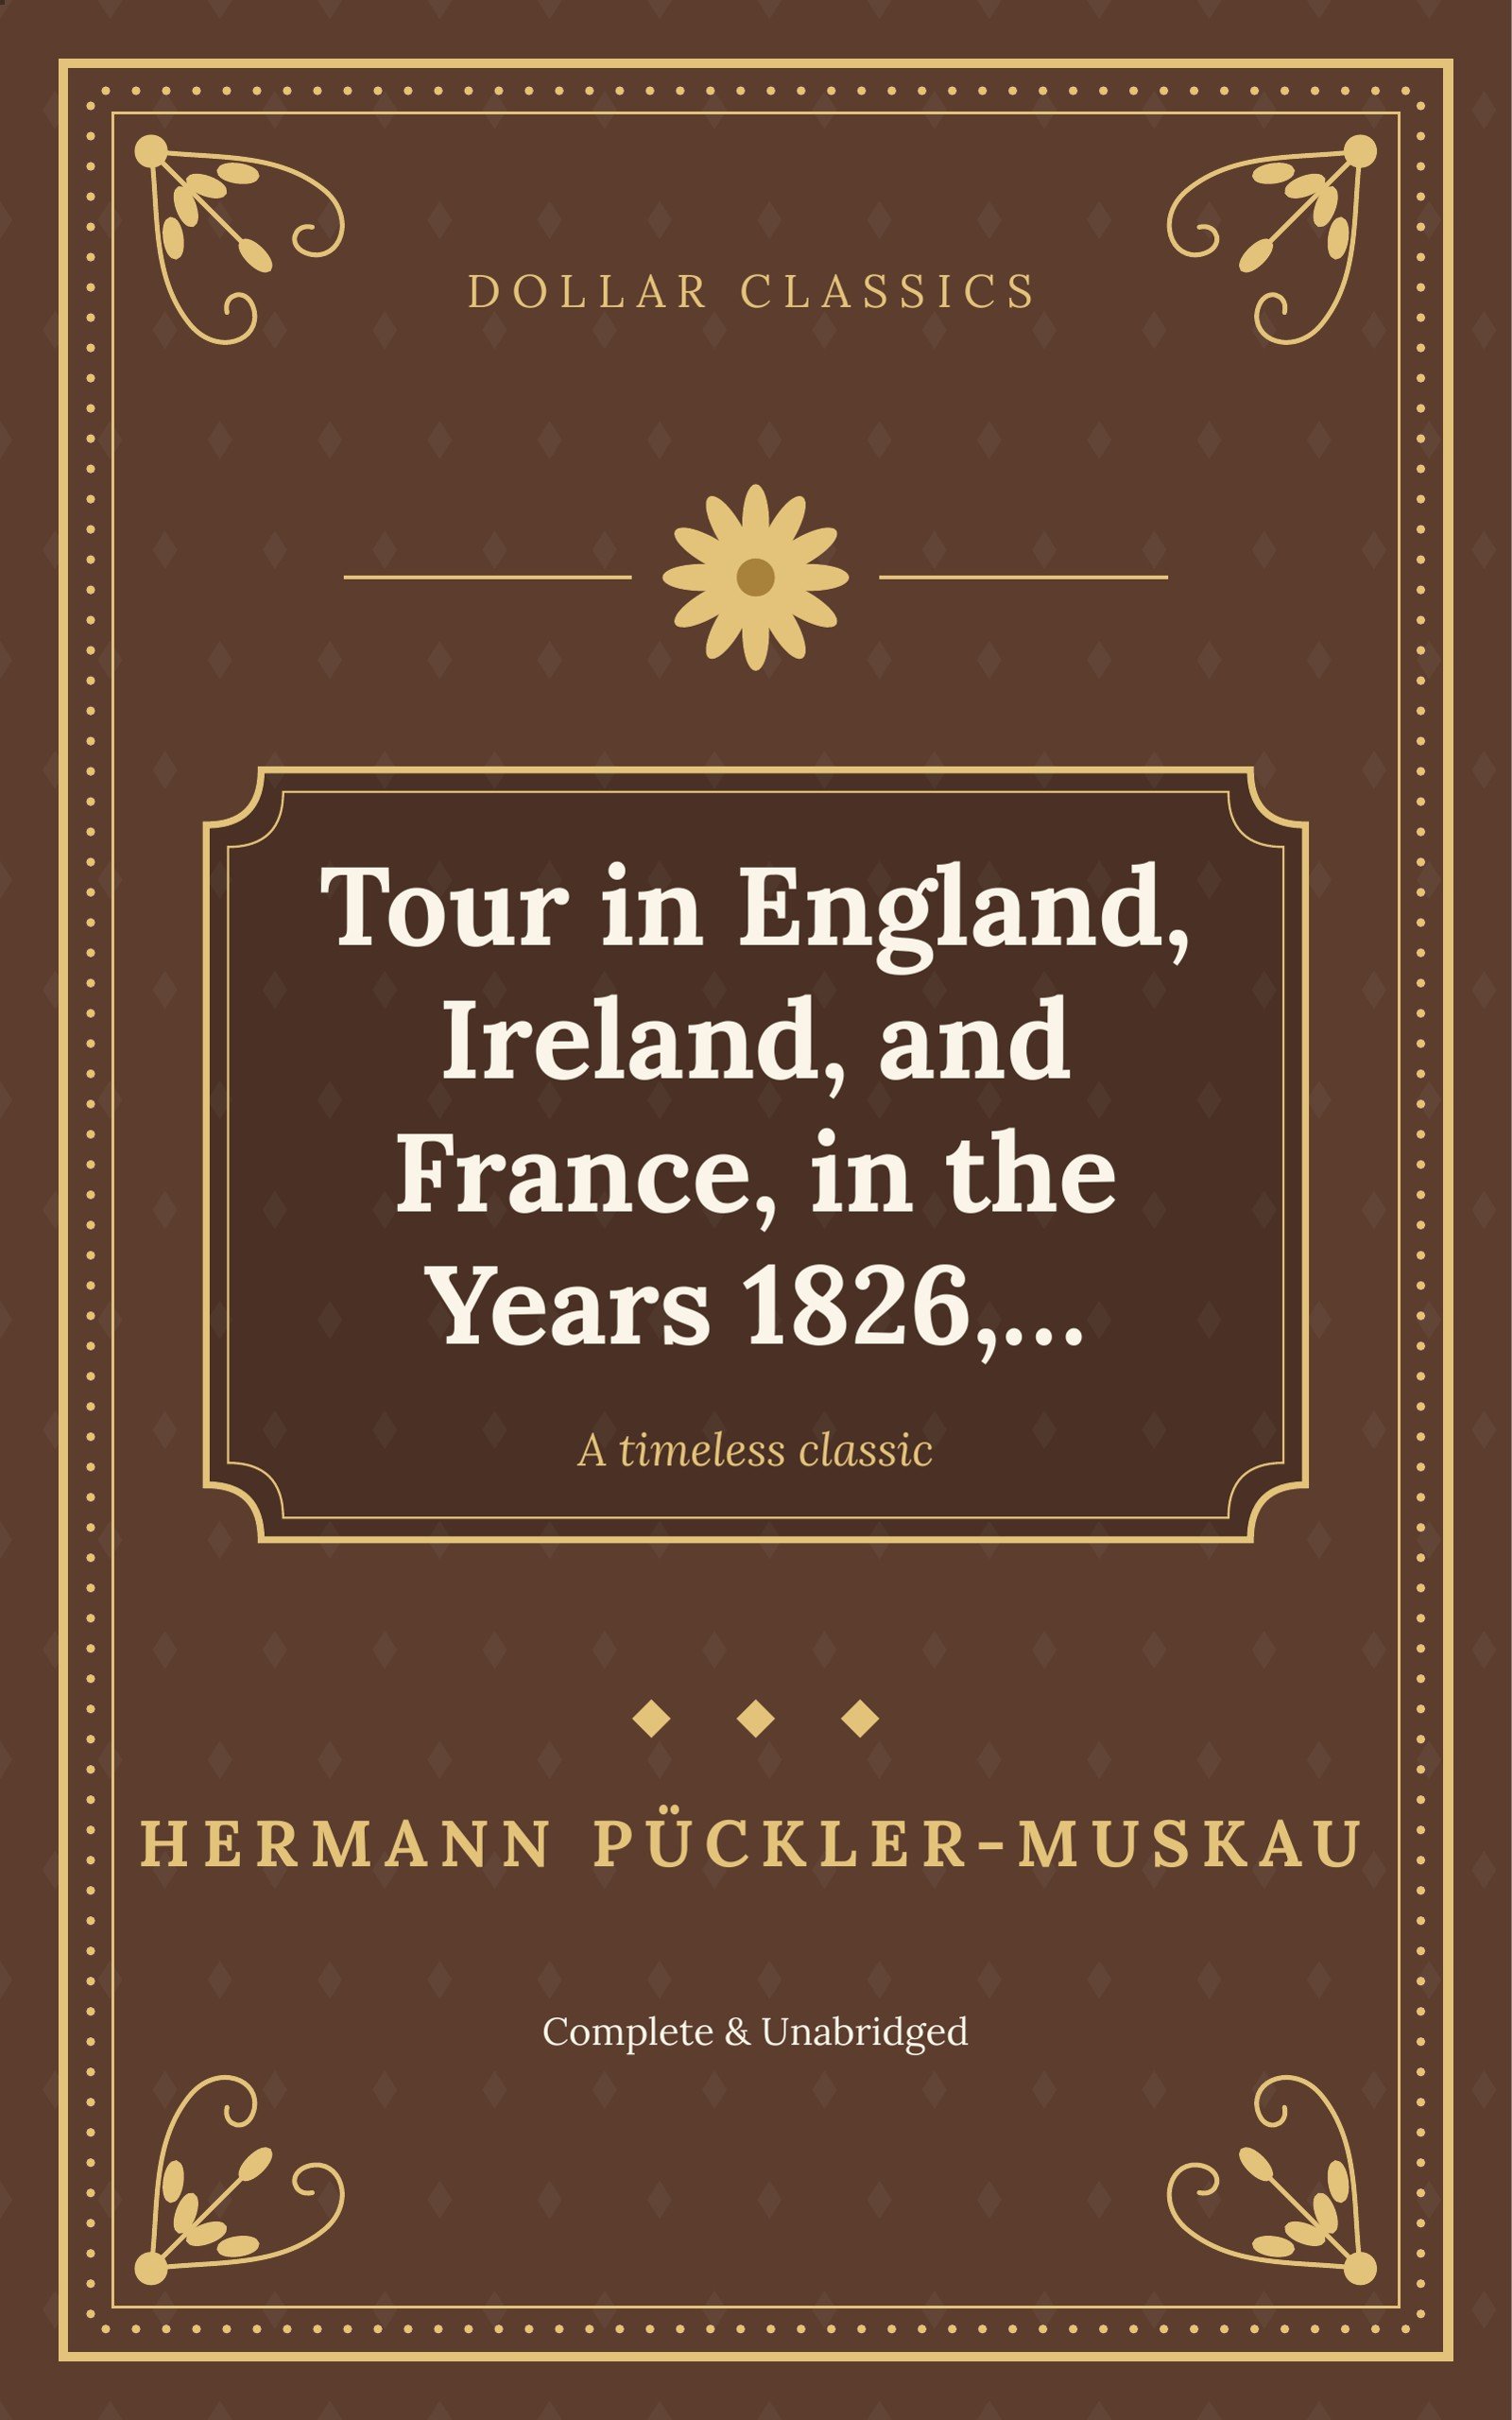 DOLLAR CLASSICS
Tour in England,
Ireland, and
France, in the
Years 1826,...
A timeless classic
HERMANN PÜCKLER-MUSKAU
Complete & Unabridged